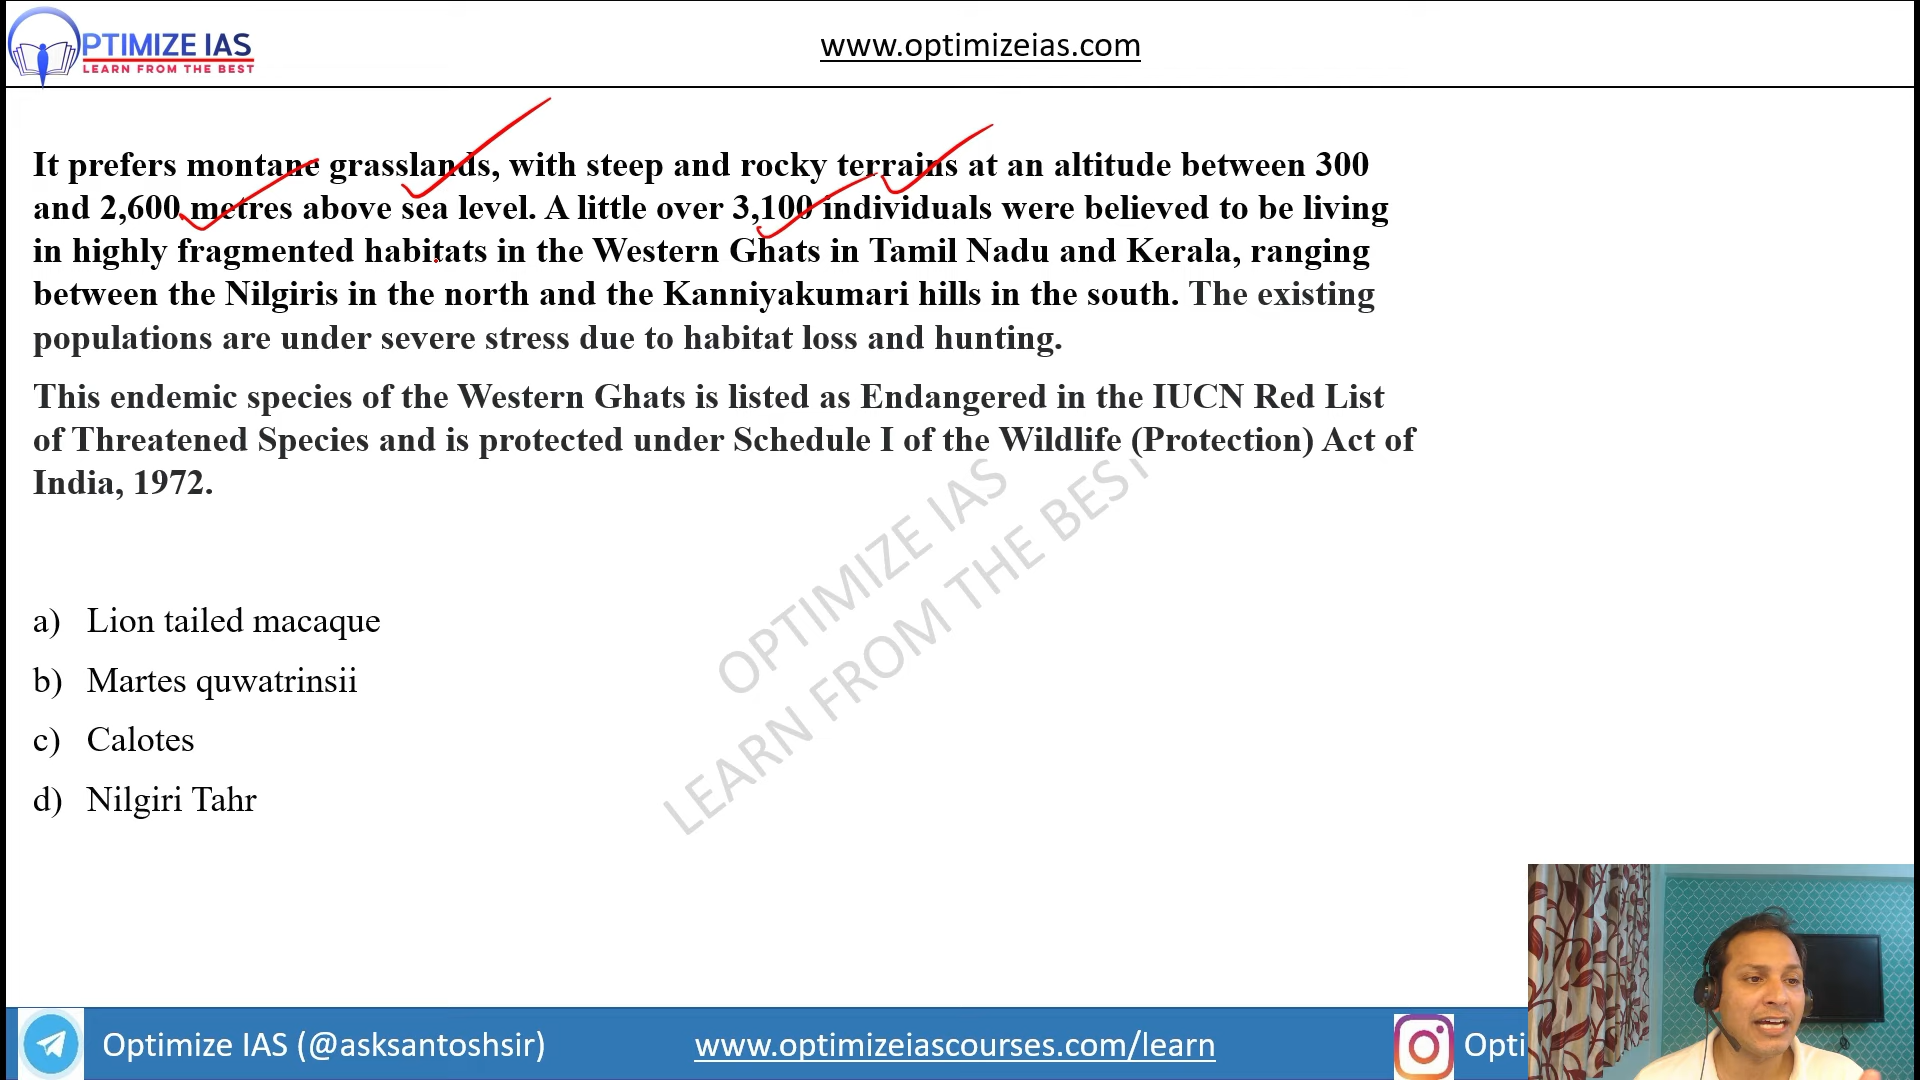 PTIMIZE IAS
LEARN FROM THE BEST
www.optimizeias.com
It prefers montane grasslands, with steep and rocky terrains at an altitude between 300
and 2,600 metres above sea level. A little over 3,100 individuals were believed to be living
in highly fragmented habitats in the Western Ghats in Tamil Nadu and Kerala, ranging
between the Nilgiris in the north and the Kanniyakumari hills in the south. The existing
populations are under severe stress due to habitat loss and hunting.
This endemic species of the Western Ghats is listed as Endangered in the IUCN Red List
of Threatened Species and is protected under Schedule I of the Wildlife (Protection) Act of
India, 1972.
OPTIMIZE IAS
LEARN FROM THE BEST
a) Lion tailed macaque
b) Martes quwatrinsii
c) Calotes
d) Nilgiri Tahr
Optimize IAS (@asksantoshsir)
www.optimizeiascourses.com/learn
Opti